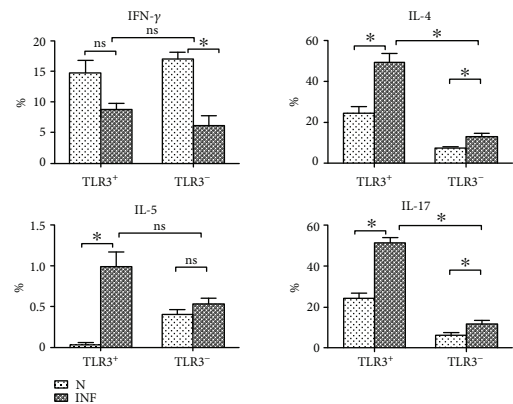 IFN-γ
ns
ns
*
20
15
10
5
0
%
TLR3⁺
TLR3⁻
IL-4
*
*
*
60
40
20
0
%
TLR3⁺
TLR3⁻
IL-5
*
ns
ns
1.5
1.0
0.5
0
%
TLR3⁺
TLR3⁻
IL-17
*
*
*
60
40
20
0
%
TLR3⁺
TLR3⁻
N
INF